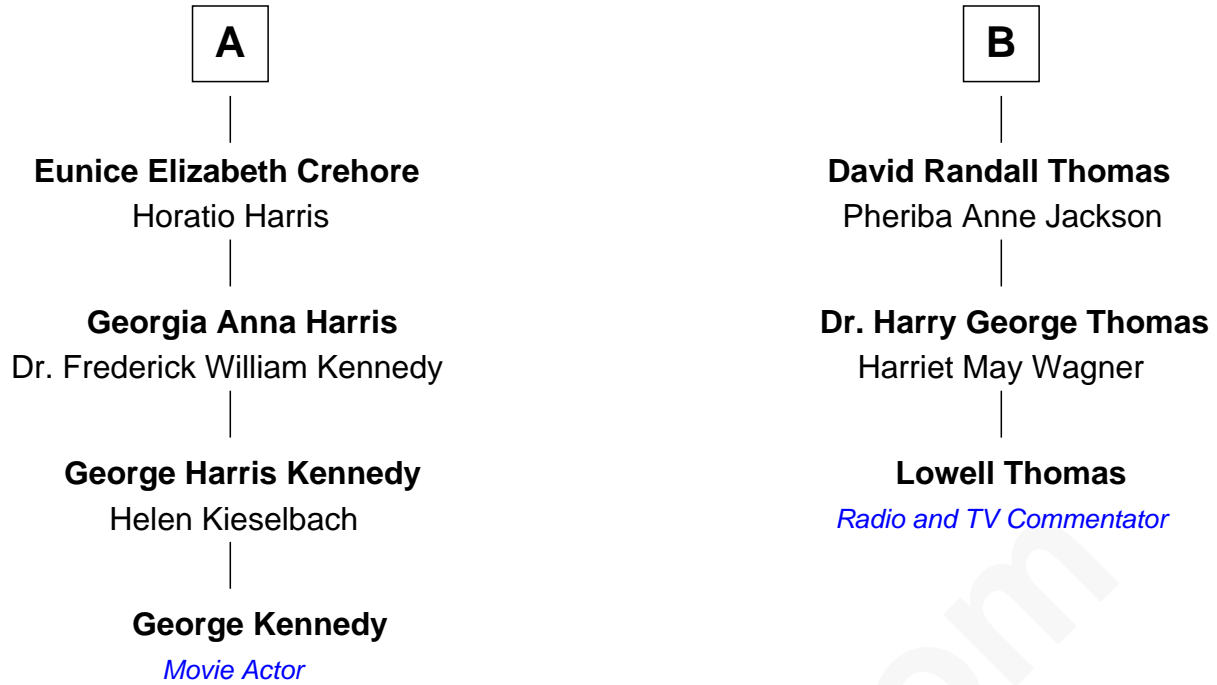 A
Eunice Elizabeth Crehore
Horatio Harris
Georgia Anna Harris
Dr. Frederick William Kennedy
George Harris Kennedy
Helen Kieselbach
George Kennedy
Movie Actor
B
David Randall Thomas
Pheriba Anne Jackson
Dr. Harry George Thomas
Harriet May Wagner
Lowell Thomas
Radio and TV Commentator
om